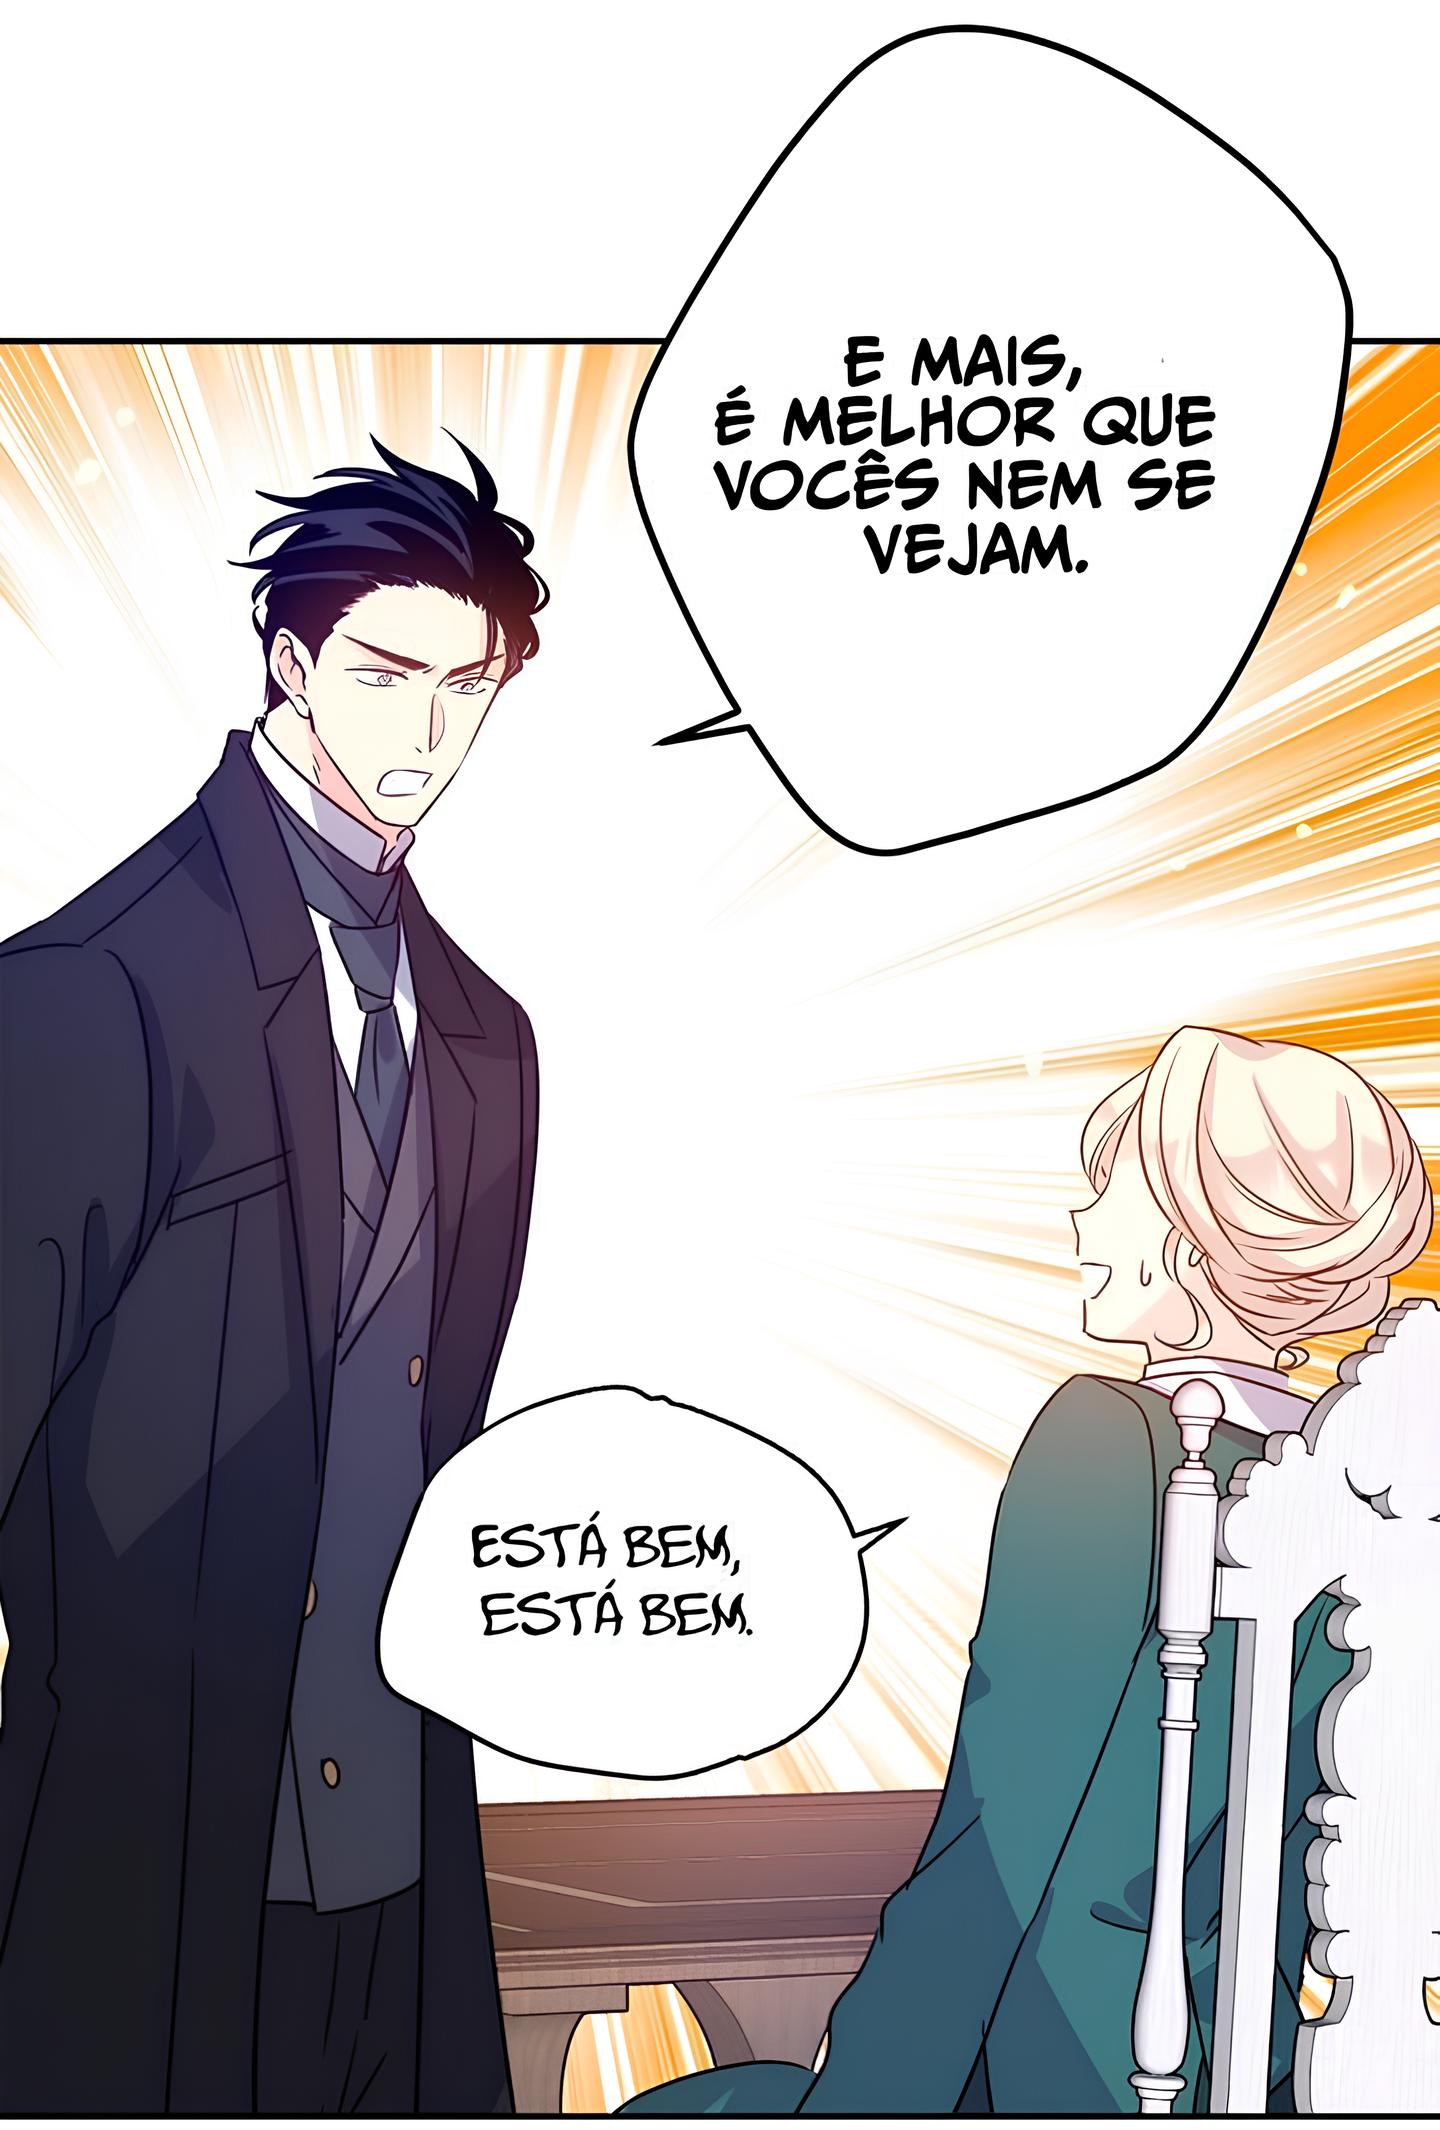 E MAIS,
É MELHOR QUE
VOCÊS NEM SE
VEJAM.
ESTÁ BEM,
ESTÁ BEM.